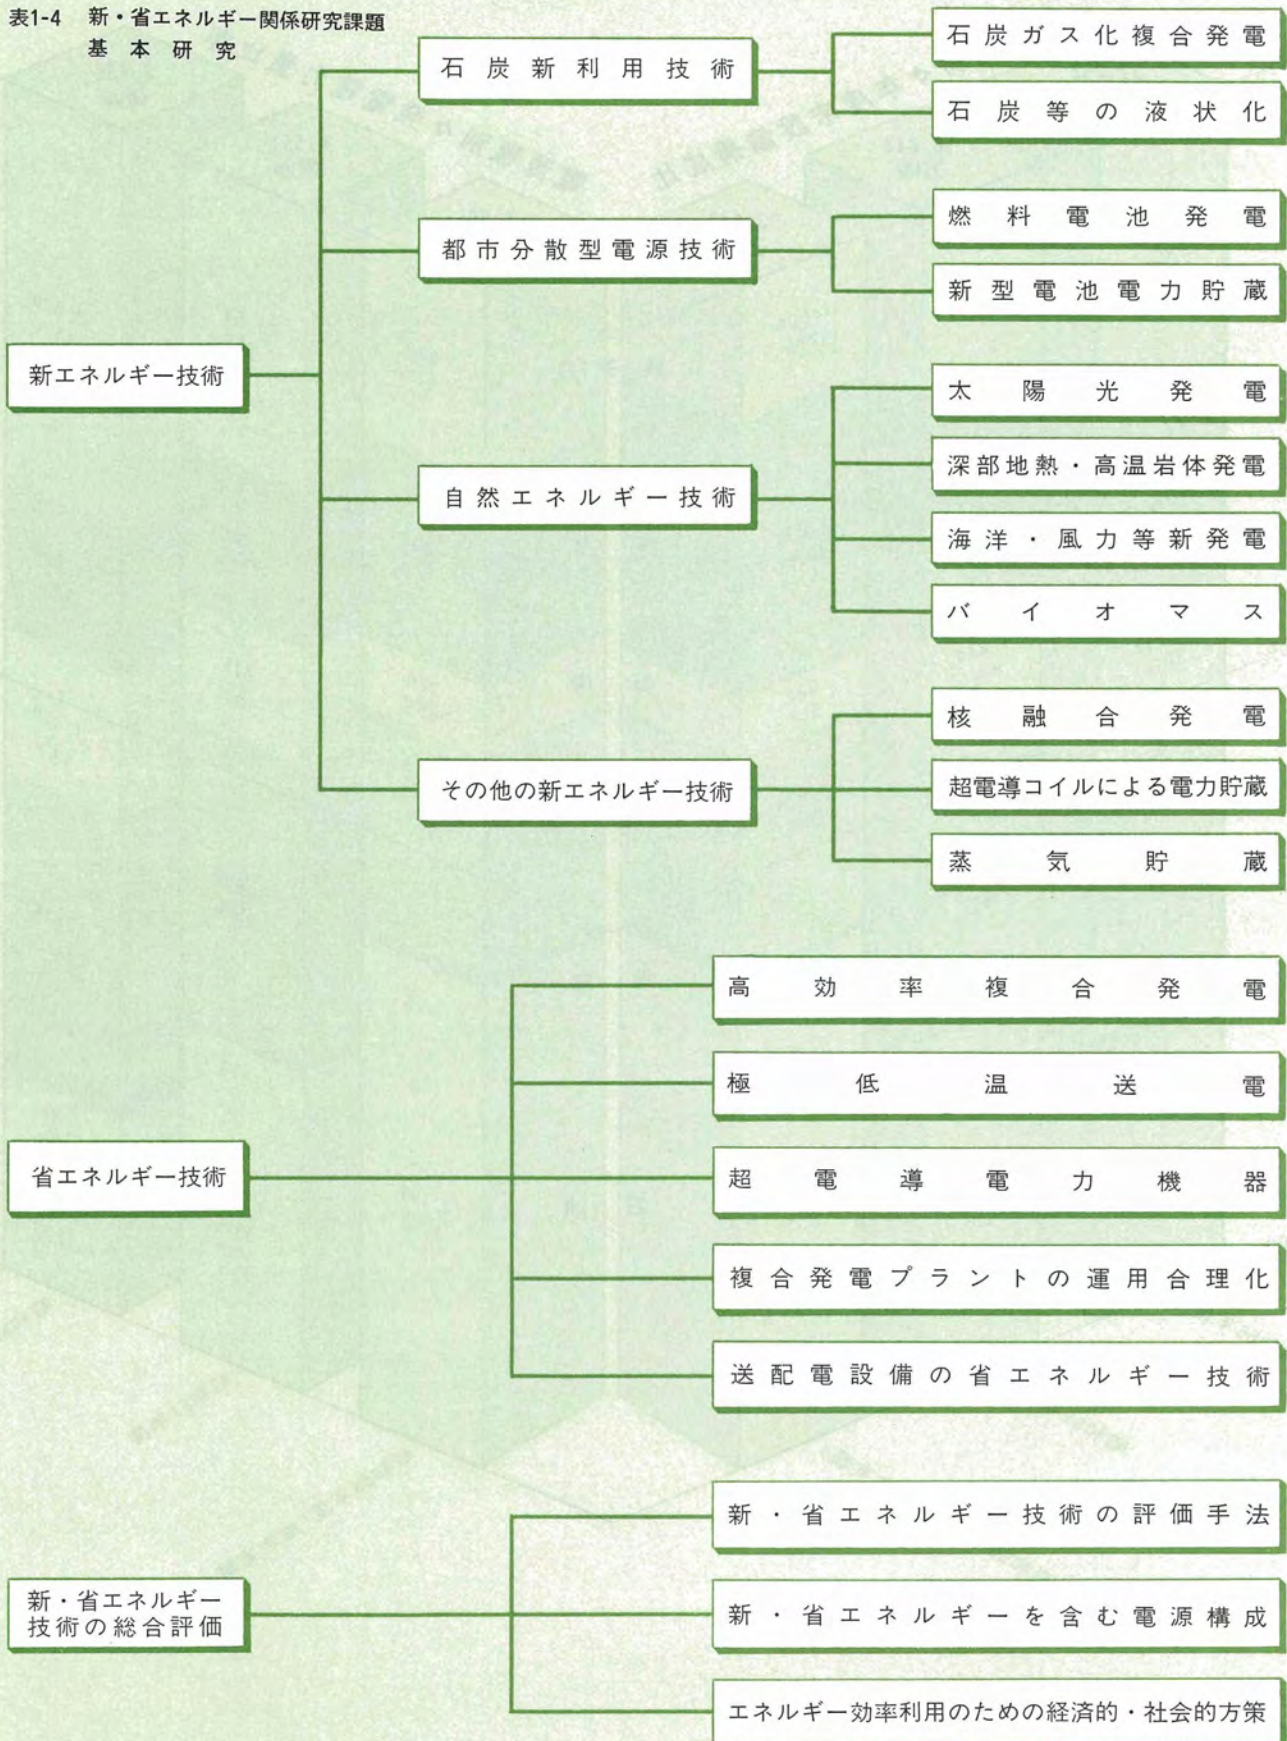 表1-4 新・省エネルギー関係研究課題
基本研究
新エネルギー技術
石炭新利用技術
石炭ガス化複合発電
石炭等の液状化
都市分散型電源技術
燃料電池発電
新型電池電力貯蔵
自然エネルギー技術
太陽光発電
深部地熱・高温岩体発電
海洋・風力等新発電
バイオマス
その他の新エネルギー技術
核融合発電
超電導コイルによる電力貯蔵
蒸気貯蔵
省エネルギー技術
高効率複合発電
極低温送電
超電導電力機器
複合発電プラントの運用合理化
送配電設備の省エネルギー技術
新・省エネルギー
技術の総合評価
新・省エネルギー技術の評価手法
新・省エネルギーを含む電源構成
エネルギー効率利用のための経済的・社会的方策